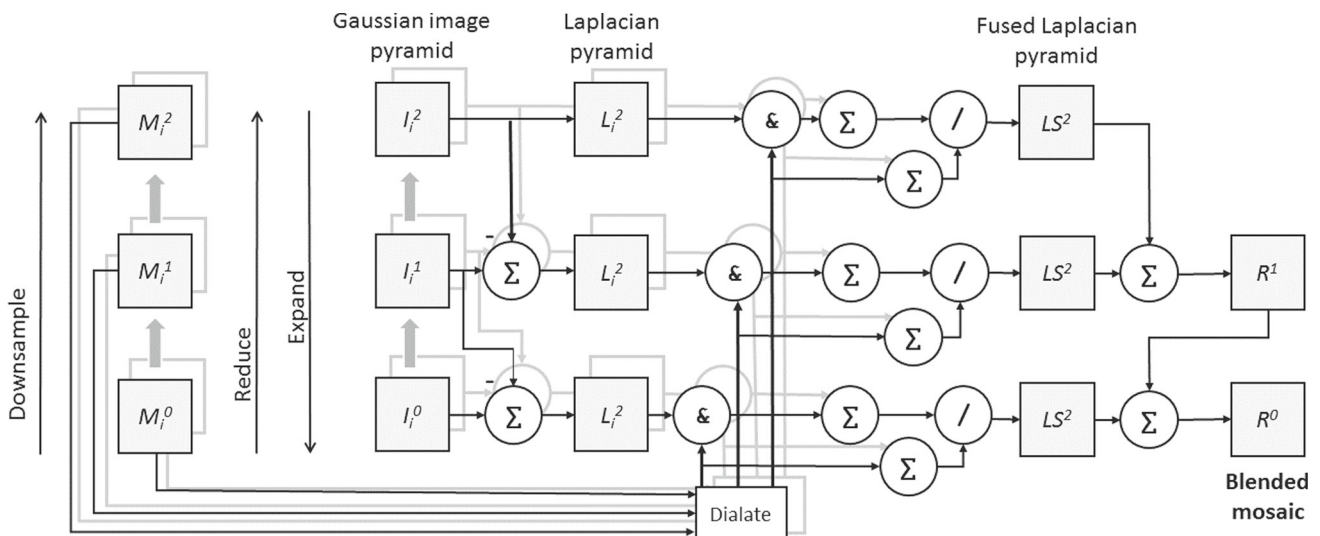 Gaussian image
pyramid
Laplacian
pyramid
Fused Laplacian
pyramid
Downsample
Reduce
Expand
M_i^2
I_i^2
L_i^2
&
Σ
/
LS^2
Σ
M_i^1
I_i^1
-
Σ
L_i^2
&
Σ
/
LS^2
Σ
R^1
Σ
M_i^0
I_i^0
-
Σ
L_i^2
&
Σ
/
LS^2
Σ
R^0
Σ
Dialate
Blended
mosaic